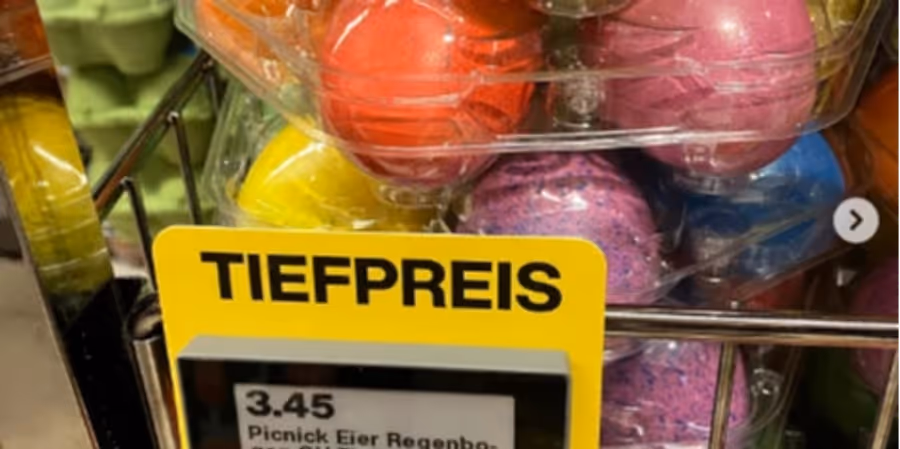 TIEFPREIS
3.45
Picnick Eier Regenbo-